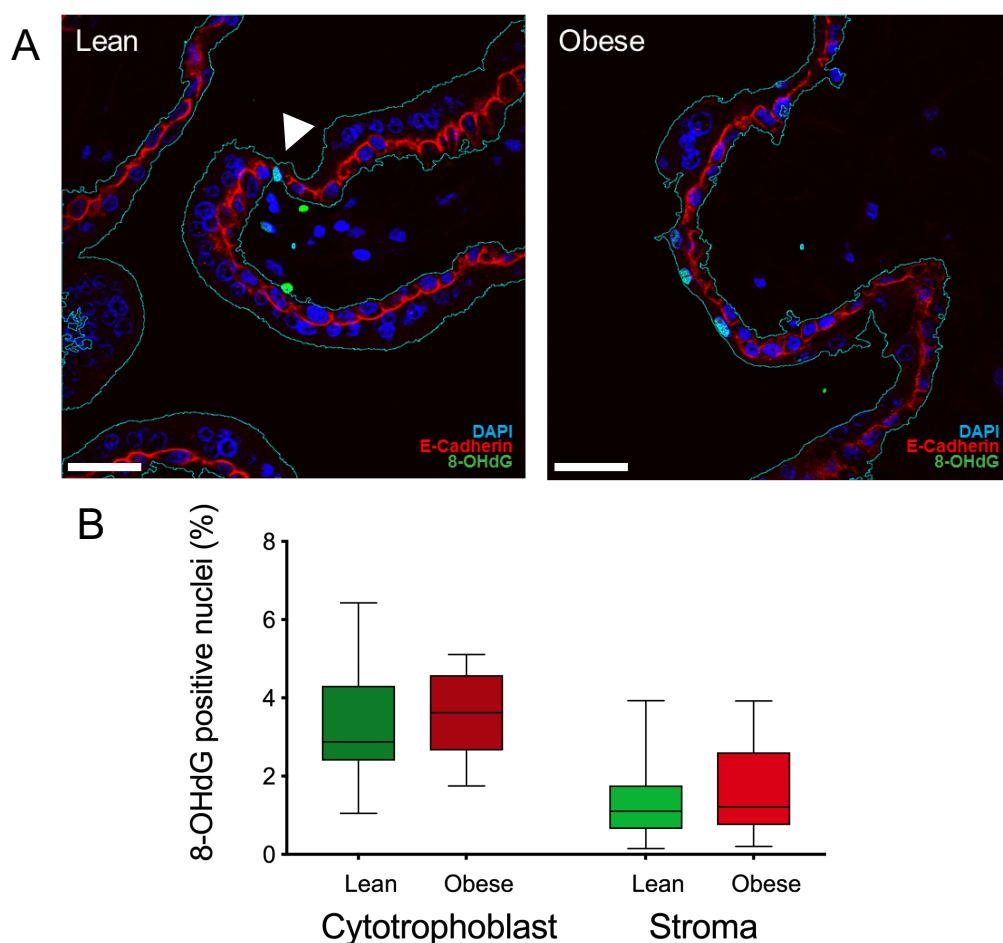 A
Lean
DAPI
E-Cadherin
8-OHdG
Obese
DAPI
E-Cadherin
8-OHdG
B
8-OHdG positive nuclei (%)
8
6
4
2
0
Lean
Obese
Lean
Obese
Cytotrophoblast
Stroma